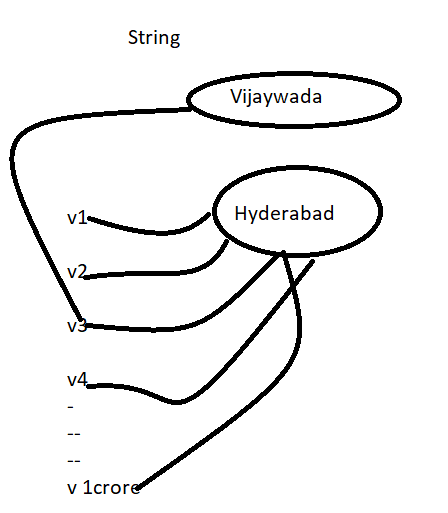 String
Vijaywada
v1
Hyderabad
v2
v3
v4
-
--
--
v 1crore